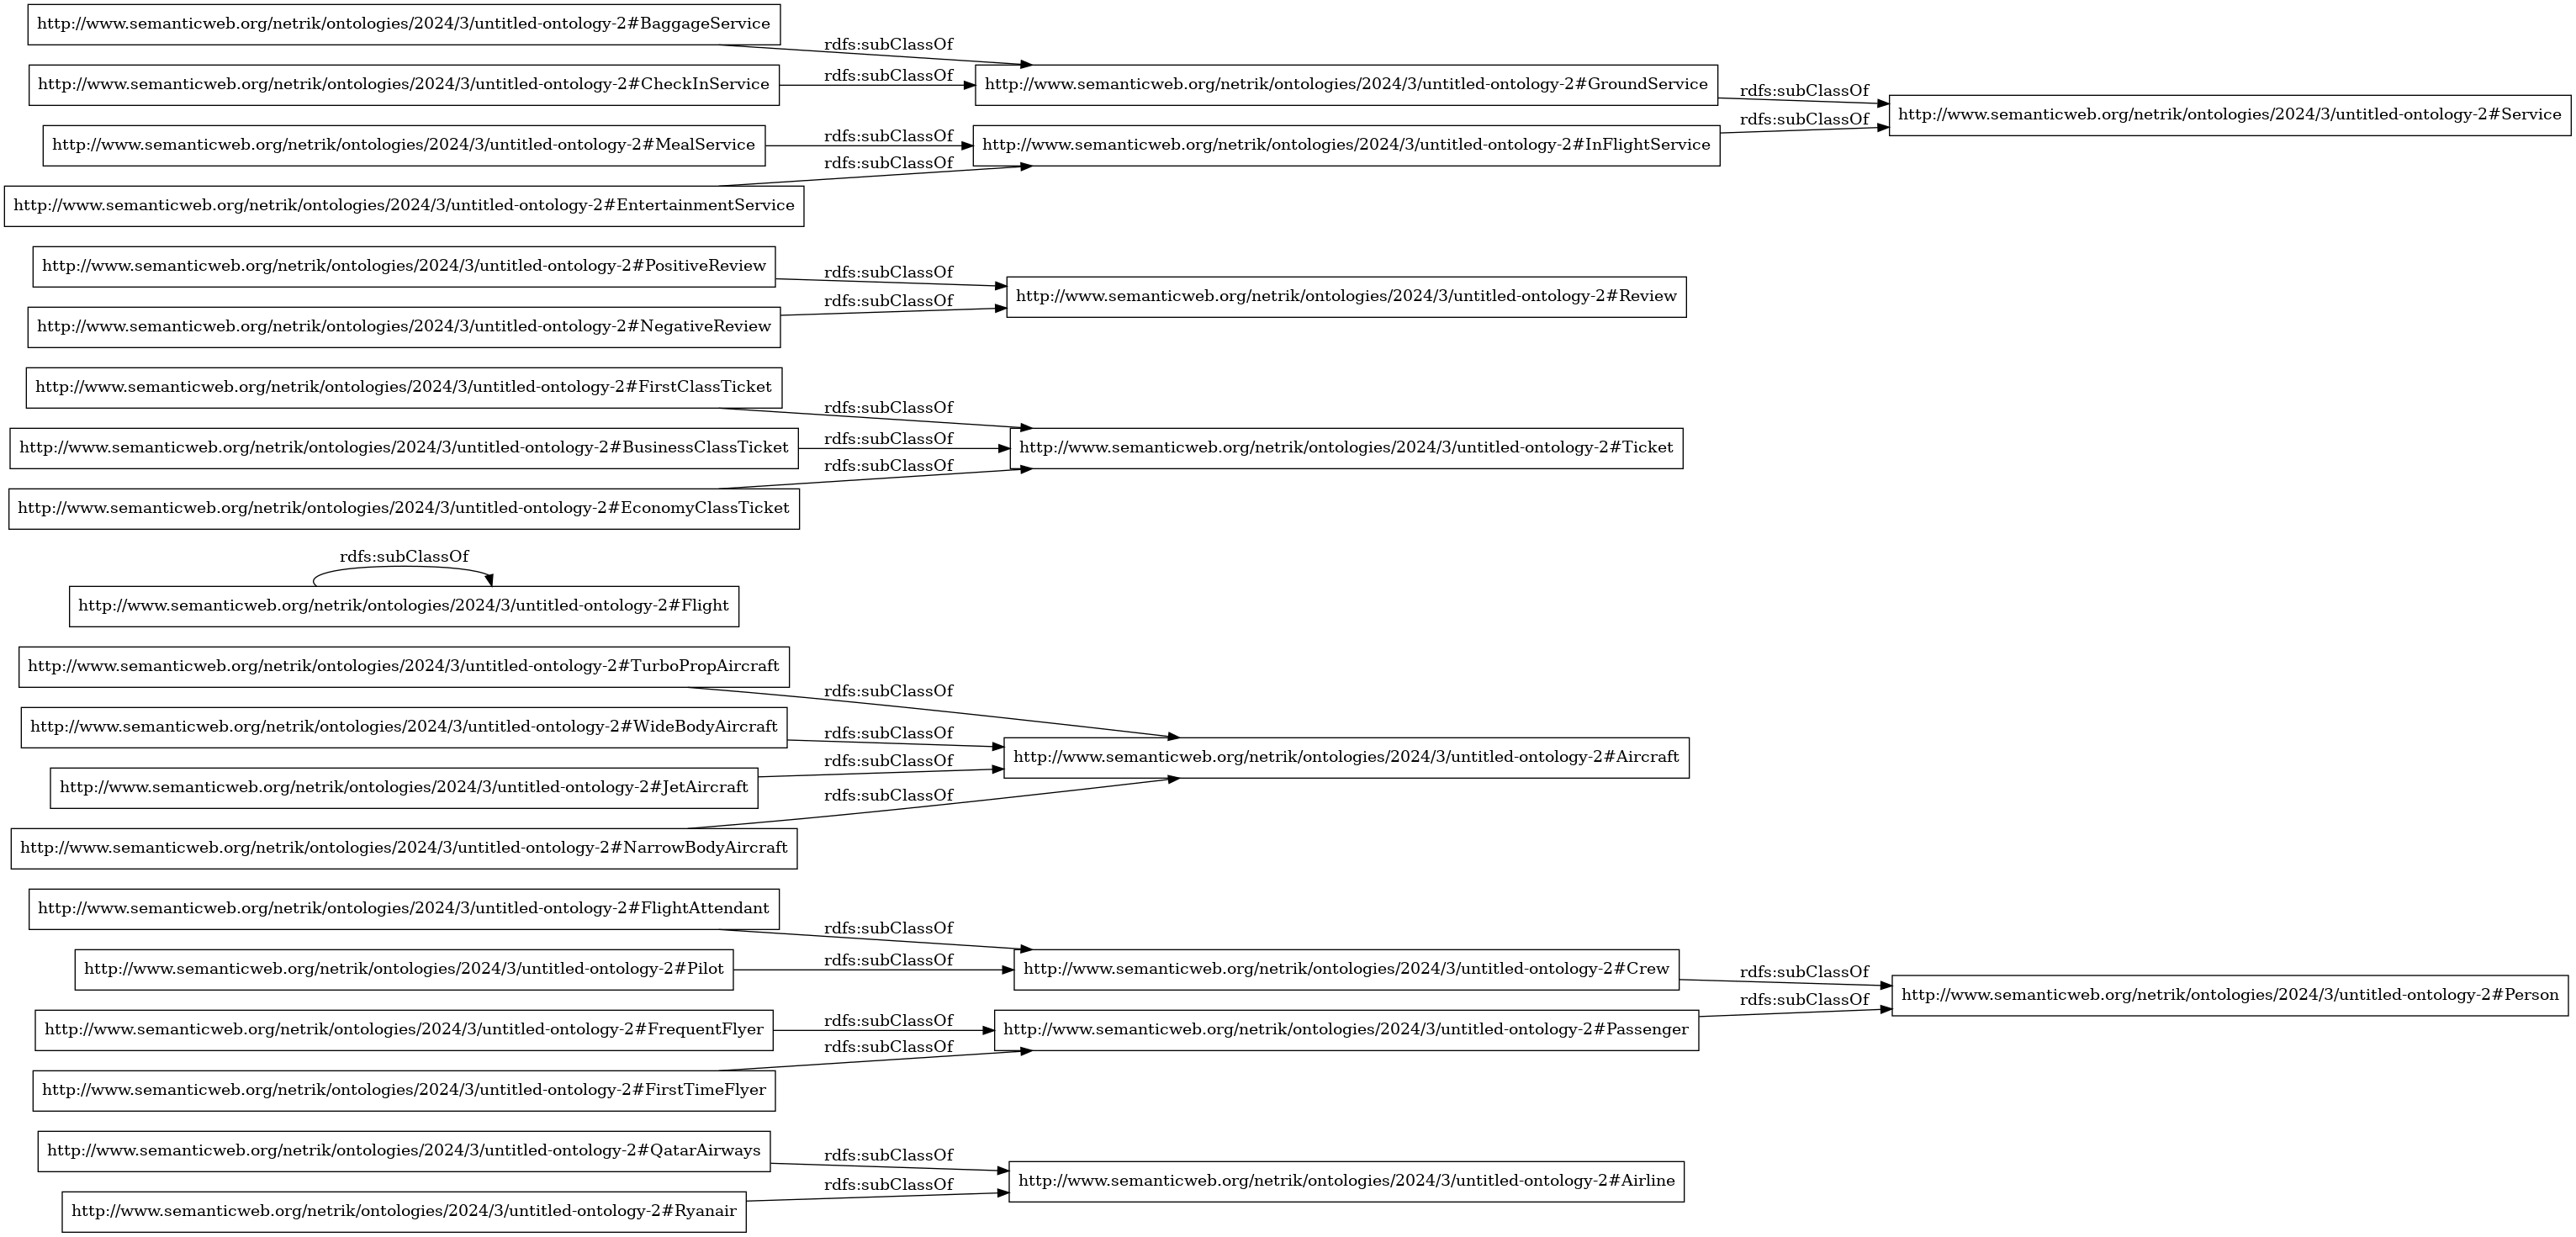 http://www.semanticweb.org/netrik/ontologies/2024/3/untitled-ontology-2#BaggageService
rdfs:subClassOf
http://www.semanticweb.org/netrik/ontologies/2024/3/untitled-ontology-2#CheckInService
rdfs:subClassOf
http://www.semanticweb.org/netrik/ontologies/2024/3/untitled-ontology-2#GroundService
rdfs:subClassOf
http://www.semanticweb.org/netrik/ontologies/2024/3/untitled-ontology-2#Service
rdfs:subClassOf
http://www.semanticweb.org/netrik/ontologies/2024/3/untitled-ontology-2#MealService
rdfs:subClassOf
http://www.semanticweb.org/netrik/ontologies/2024/3/untitled-ontology-2#InFlightService
rdfs:subClassOf
http://www.semanticweb.org/netrik/ontologies/2024/3/untitled-ontology-2#EntertainmentService
http://www.semanticweb.org/netrik/ontologies/2024/3/untitled-ontology-2#PositiveReview
rdfs:subClassOf
http://www.semanticweb.org/netrik/ontologies/2024/3/untitled-ontology-2#Review
rdfs:subClassOf
http://www.semanticweb.org/netrik/ontologies/2024/3/untitled-ontology-2#NegativeReview
http://www.semanticweb.org/netrik/ontologies/2024/3/untitled-ontology-2#FirstClassTicket
rdfs:subClassOf
http://www.semanticweb.org/netrik/ontologies/2024/3/untitled-ontology-2#BusinessClassTicket
rdfs:subClassOf
http://www.semanticweb.org/netrik/ontologies/2024/3/untitled-ontology-2#Ticket
rdfs:subClassOf
http://www.semanticweb.org/netrik/ontologies/2024/3/untitled-ontology-2#EconomyClassTicket
rdfs:subClassOf
http://www.semanticweb.org/netrik/ontologies/2024/3/untitled-ontology-2#Flight
http://www.semanticweb.org/netrik/ontologies/2024/3/untitled-ontology-2#TurboPropAircraft
rdfs:subClassOf
http://www.semanticweb.org/netrik/ontologies/2024/3/untitled-ontology-2#WideBodyAircraft
rdfs:subClassOf
http://www.semanticweb.org/netrik/ontologies/2024/3/untitled-ontology-2#Aircraft
rdfs:subClassOf
http://www.semanticweb.org/netrik/ontologies/2024/3/untitled-ontology-2#JetAircraft
rdfs:subClassOf
http://www.semanticweb.org/netrik/ontologies/2024/3/untitled-ontology-2#NarrowBodyAircraft
http://www.semanticweb.org/netrik/ontologies/2024/3/untitled-ontology-2#FlightAttendant
rdfs:subClassOf
http://www.semanticweb.org/netrik/ontologies/2024/3/untitled-ontology-2#Pilot
rdfs:subClassOf
http://www.semanticweb.org/netrik/ontologies/2024/3/untitled-ontology-2#Crew
rdfs:subClassOf
http://www.semanticweb.org/netrik/ontologies/2024/3/untitled-ontology-2#Person
rdfs:subClassOf
http://www.semanticweb.org/netrik/ontologies/2024/3/untitled-ontology-2#FrequentFlyer
rdfs:subClassOf
http://www.semanticweb.org/netrik/ontologies/2024/3/untitled-ontology-2#Passenger
rdfs:subClassOf
http://www.semanticweb.org/netrik/ontologies/2024/3/untitled-ontology-2#FirstTimeFlyer
http://www.semanticweb.org/netrik/ontologies/2024/3/untitled-ontology-2#QatarAirways
rdfs:subClassOf
http://www.semanticweb.org/netrik/ontologies/2024/3/untitled-ontology-2#Airline
rdfs:subClassOf
http://www.semanticweb.org/netrik/ontologies/2024/3/untitled-ontology-2#Ryanair